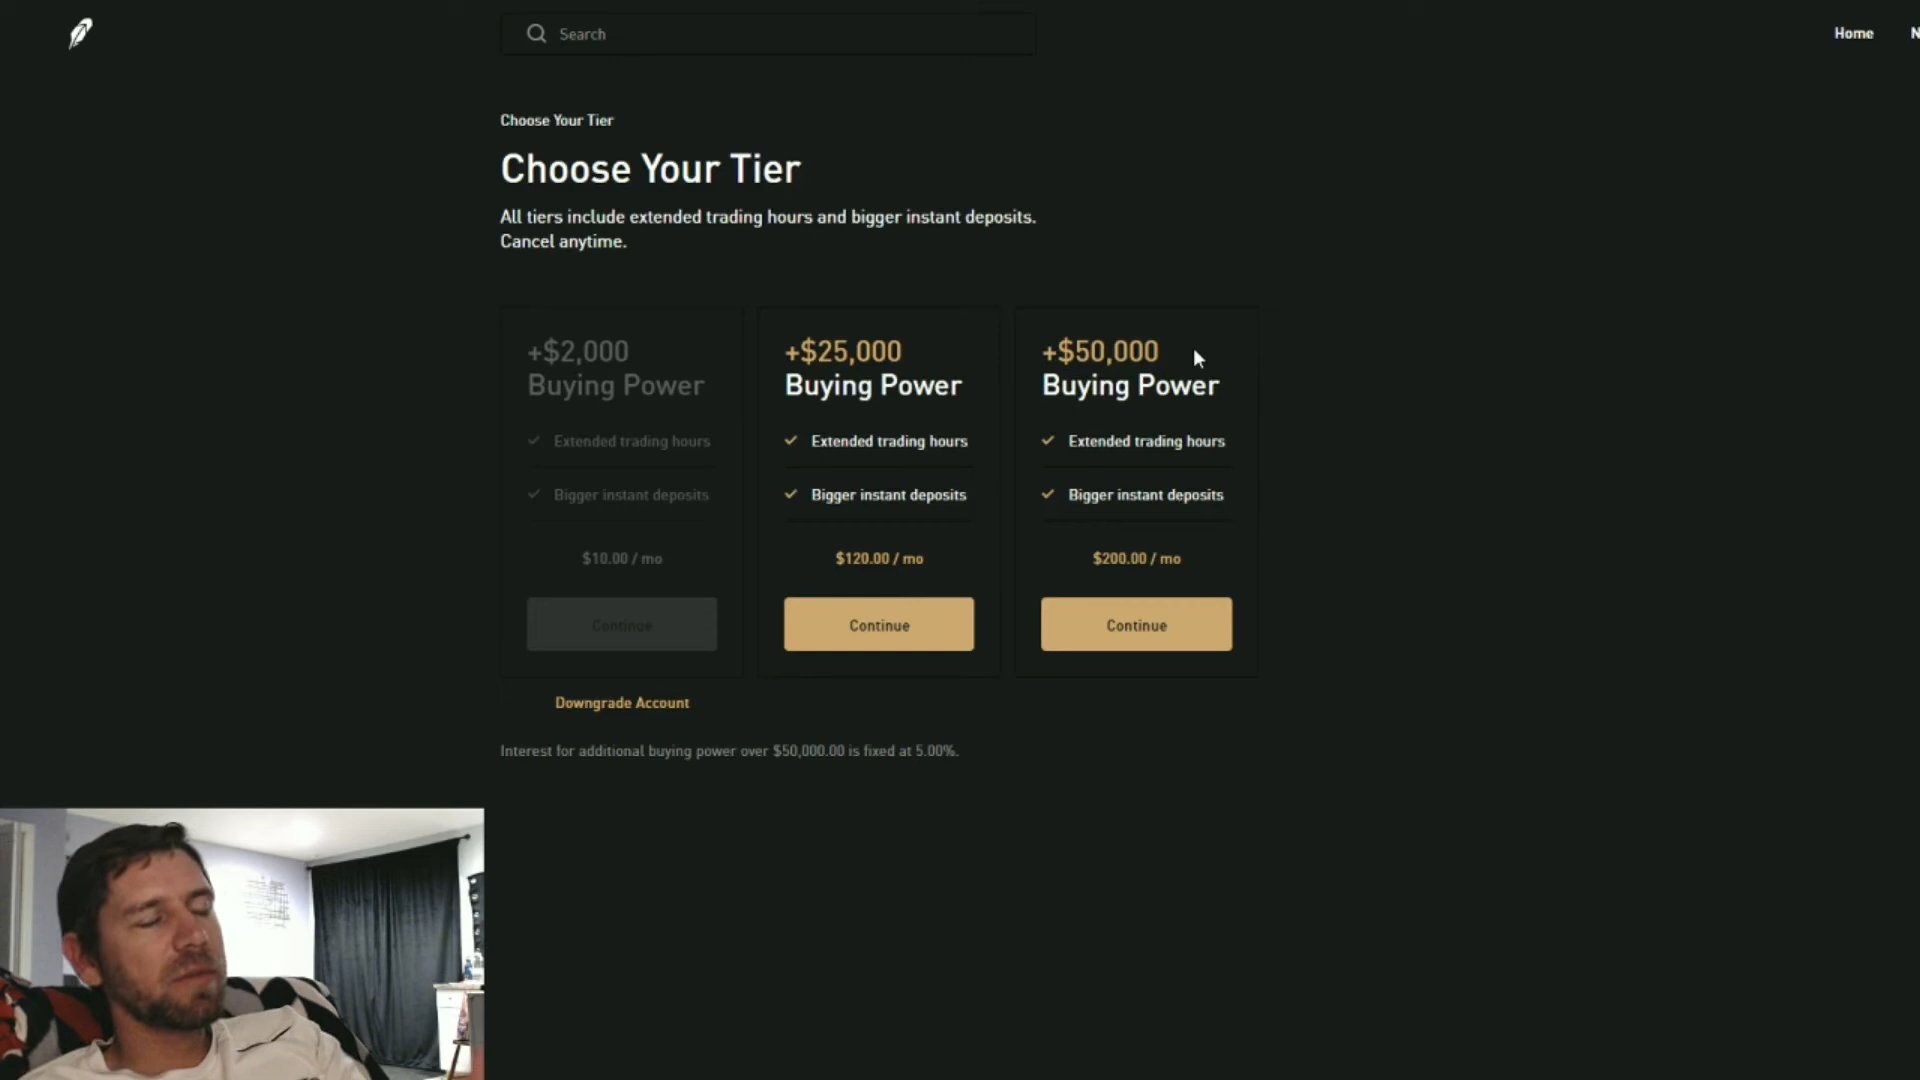 Search
Home
N
Choose Your Tier
Choose Your Tier
All tiers include extended trading hours and bigger instant deposits.
Cancel anytime.
+$2,000
Buying Power
Extended trading hours
Bigger instant deposits
$10.00 / mo
Continue
Downgrade Account
+$25,000
Buying Power
Extended trading hours
Bigger instant deposits
$120.00 / mo
Continue
+$50,000
Buying Power
Extended trading hours
Bigger instant deposits
$200.00 / mo
Continue
Interest for additional buying power over $50,000.00 is fixed at 5.00%.